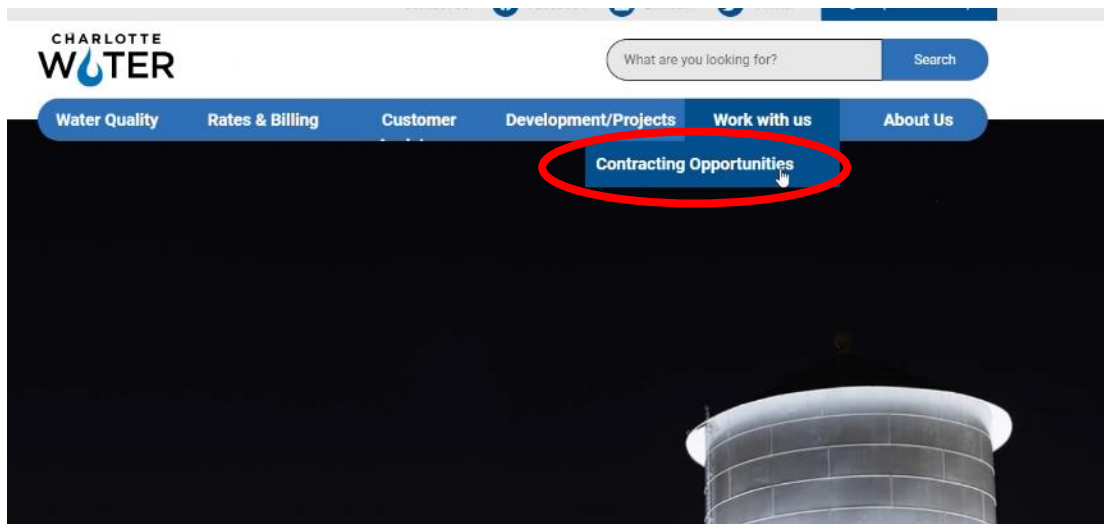 CHARLOTTE
WATER
What are you looking for?
Search
Water Quality
Rates & Billing
Customer
Development/Projects
Work with us
About Us
Contracting Opportunities